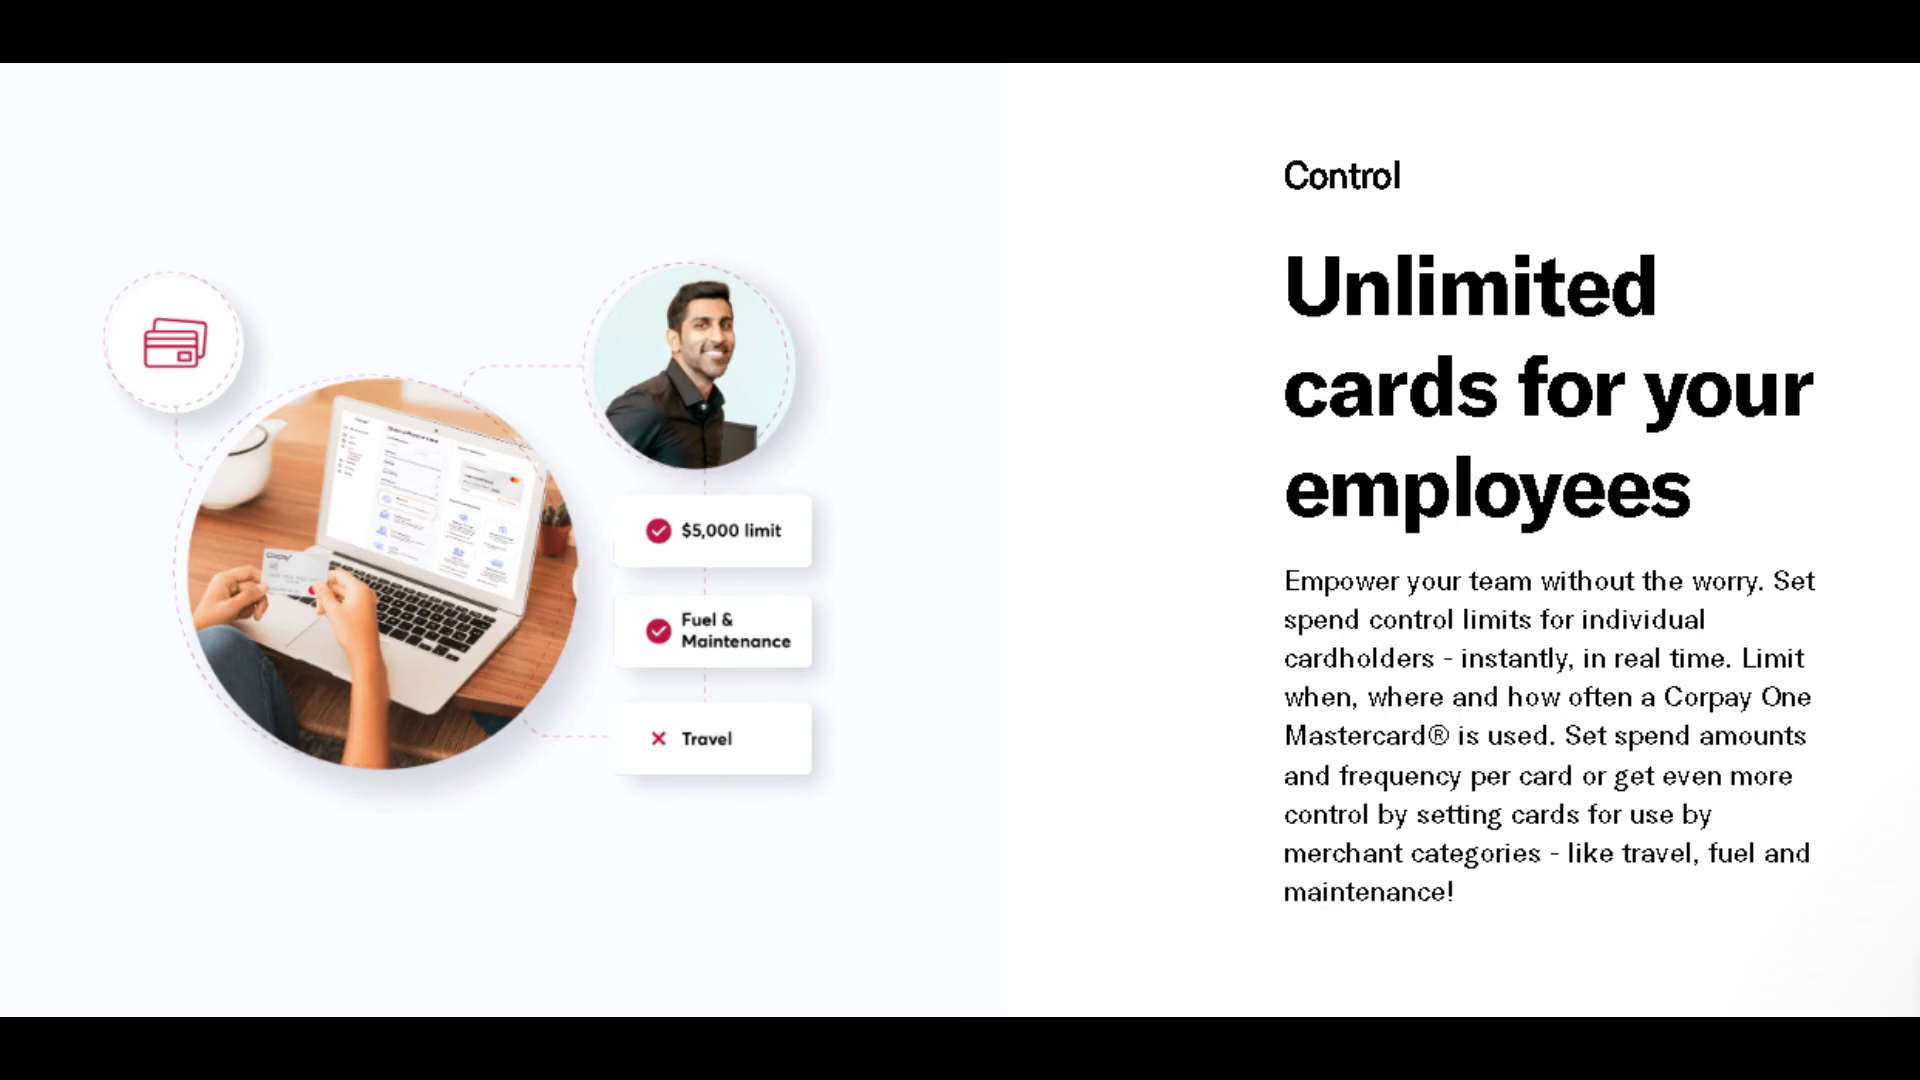 Control
Unlimited
cards for your
employees
Empower your team without the worry. Set
spend control limits for individual
cardholders - instantly, in real time. Limit
when, where and how often a Corpay One
Mastercard® is used. Set spend amounts
and frequency per card or get even more
control by setting cards for use by
merchant categories - like travel, fuel and
maintenance!
$5,000 limit
Fuel &
Maintenance
Travel